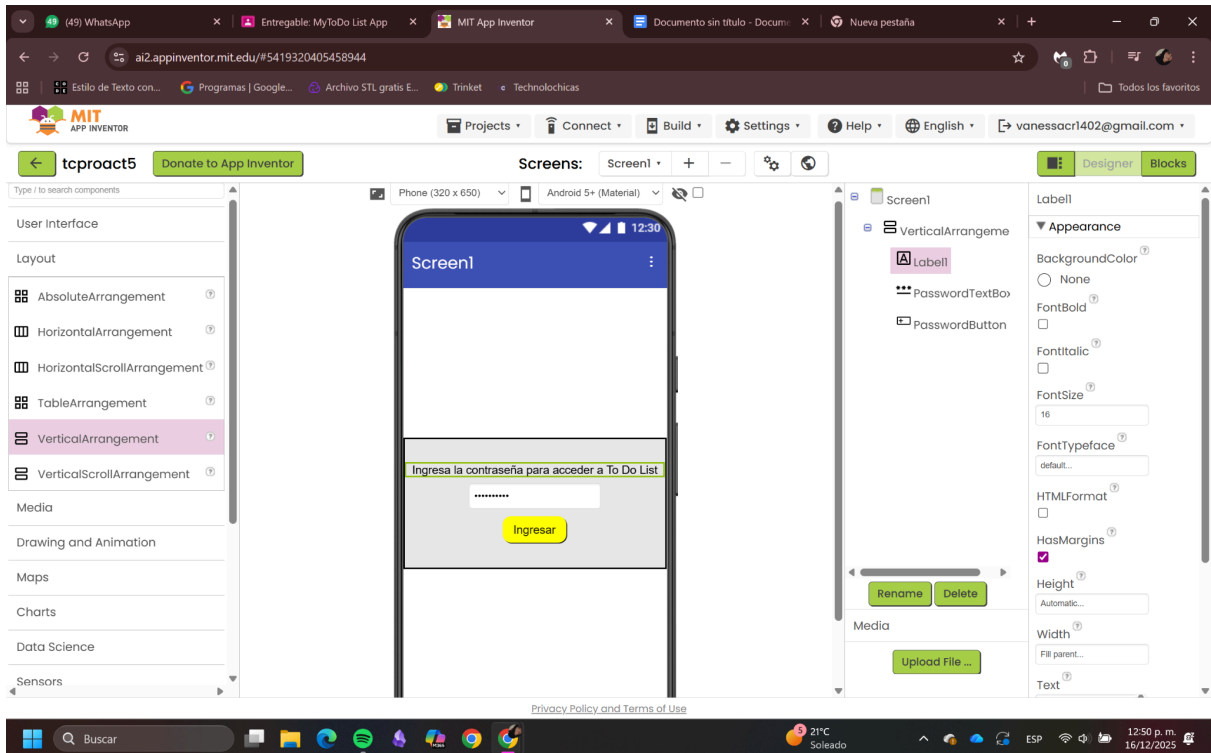 (49) WhatsApp
Entregable: MyToDo List App
MIT App Inventor
Documento sin título - Docume
Nueva pestaña
ai2.appinventor.mit.edu/#5419320405458944
Estilo de Texto con...
Programas | Google...
Archivo STL gratis E...
Trinket
Technolochicas
Todos los favoritos
MIT
APP INVENTOR
Projects
Connect
Build
Settings
Help
English
vanessacr1402@gmail.com
tcproact5
Donate to App Inventor
Screens:
Screen1
Designer
Blocks
Type / to search components
User Interface
Layout
AbsoluteArrangement
HorizontalArrangement
HorizontalScrollArrangement
TableArrangement
VerticalArrangement
VerticalScrollArrangement
Media
Drawing and Animation
Maps
Charts
Data Science
Sensors
Phone (320 x 650)
Android 5+ (Material)
12:30
Screen1
Ingresa la contraseña para acceder a To Do List
Ingresar
Screen1
VerticalArrangeme
Label1
PasswordTextBox
PasswordButton
Rename
Delete
Media
Upload File ...
Label1
Appearance
BackgroundColor
None
FontBold
FontItalic
FontSize
16
FontTypeface
default...
HTMLFormat
HasMargins
Height
Automatic...
Width
Fill parent...
Text
Privacy Policy and Terms of Use
Buscar
5
21°C
Soleado
ESP
12:50 p. m.
16/12/2025